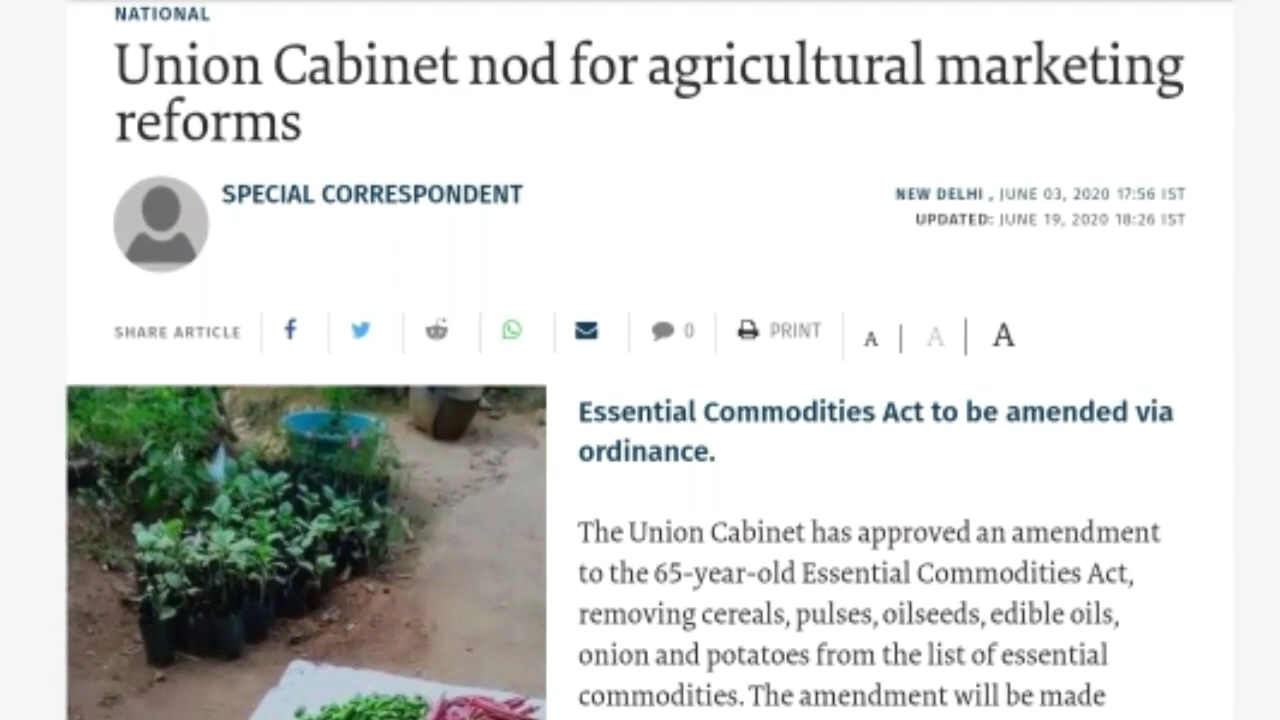 NATIONAL
Union Cabinet nod for agricultural marketing
reforms
SPECIAL CORRESPONDENT
NEW DELHI , JUNE 03, 2020 17:56 IST
UPDATED: JUNE 19, 2020 18:26 IST
SHARE ARTICLE
0
PRINT
A | A | A
Essential Commodities Act to be amended via
ordinance.
The Union Cabinet has approved an amendment
to the 65-year-old Essential Commodities Act,
removing cereals, pulses, oilseeds, edible oils,
onion and potatoes from the list of essential
commodities. The amendment will be made